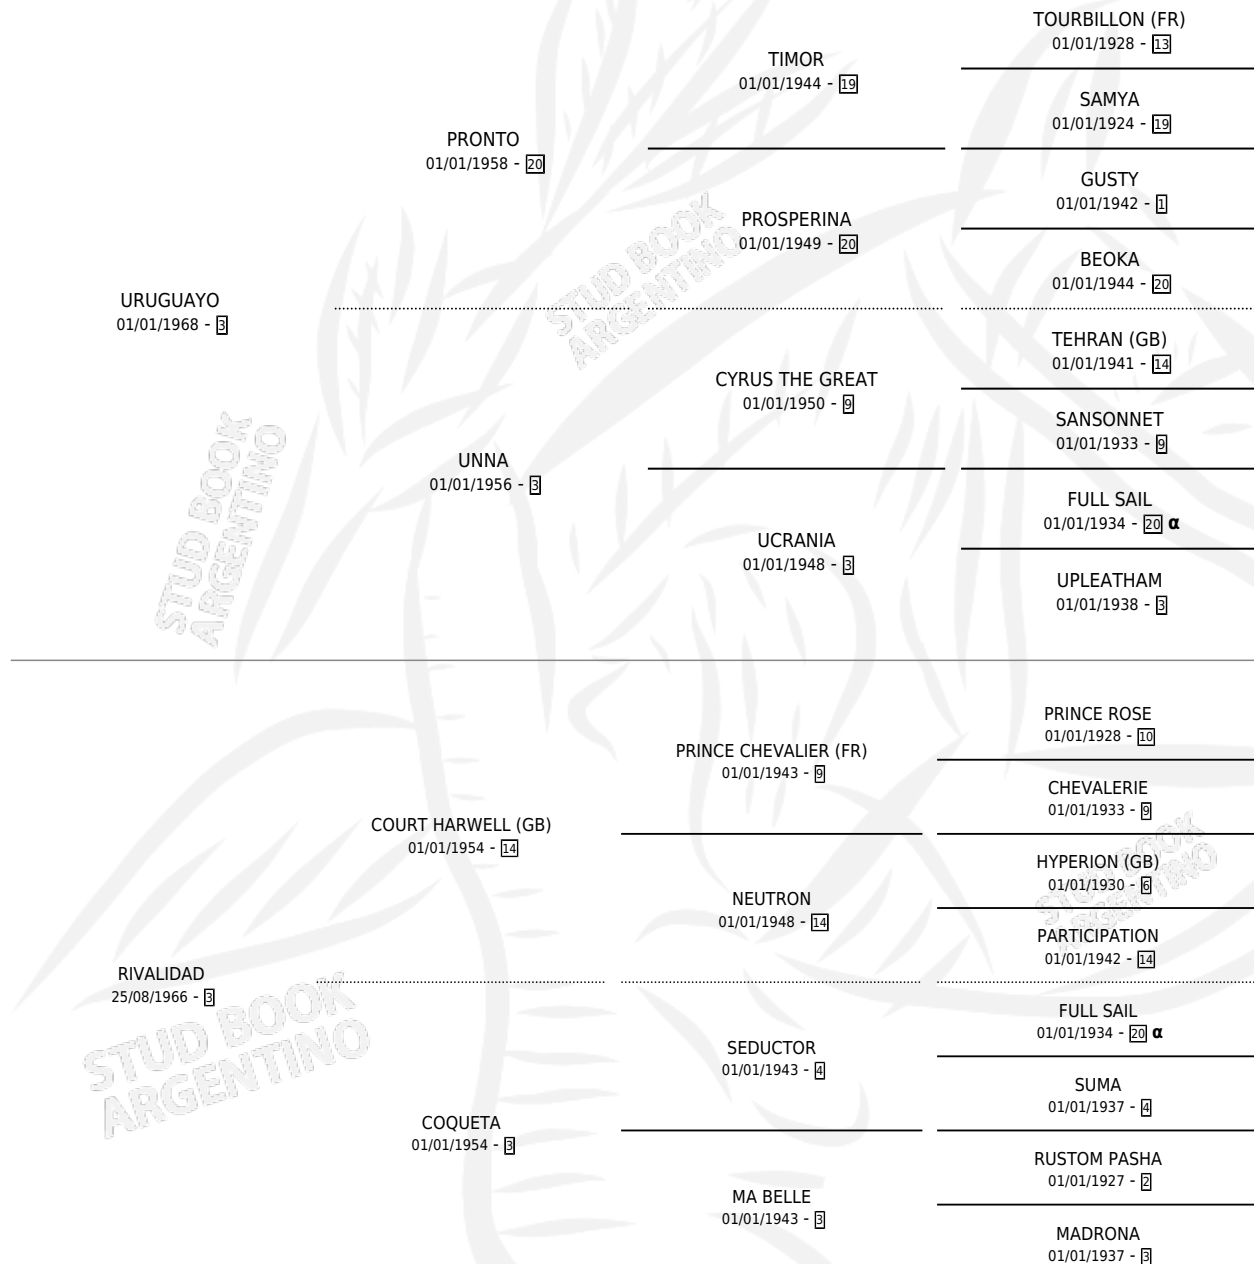 TOURBILLON (FR)
01/01/1928 - 13
TIMOR
01/01/1944 - 19
SAMYA
01/01/1924 - 19
PRONTO
01/01/1958 - 20
GUSTY
01/01/1942 - 1
PROSPERINA
01/01/1949 - 20
BEOKA
01/01/1944 - 20
URUGUAYO
01/01/1968 - 3
TEHRAN (GB)
01/01/1941 - 14
CYRUS THE GREAT
01/01/1950 - 9
SANSONNET
01/01/1933 - 9
UNNA
01/01/1956 - 3
FULL SAIL
01/01/1934 - 20 α
UCRANIA
01/01/1948 - 3
UPLEATHAM
01/01/1938 - 3
PRINCE ROSE
01/01/1928 - 10
PRINCE CHEVALIER (FR)
01/01/1943 - 9
CHEVALERIE
01/01/1933 - 9
COURT HARWELL (GB)
01/01/1954 - 14
HYPERION (GB)
01/01/1930 - 6
NEUTRON
01/01/1948 - 14
PARTICIPATION
01/01/1942 - 14
RIVALIDAD
25/08/1966 - 3
FULL SAIL
01/01/1934 - 20 α
SEDUCTOR
01/01/1943 - 4
SUMA
01/01/1937 - 4
COQUETA
01/01/1954 - 3
RUSTOM PASHA
01/01/1927 - 2
MA BELLE
01/01/1943 - 3
MADRONA
01/01/1937 - 3
STUD BOOK
ARGENTINO
STUD BOOK
ARGENTINO
STUD BOOK
ARGENTINO
STUD BOOK
ARGENTINO